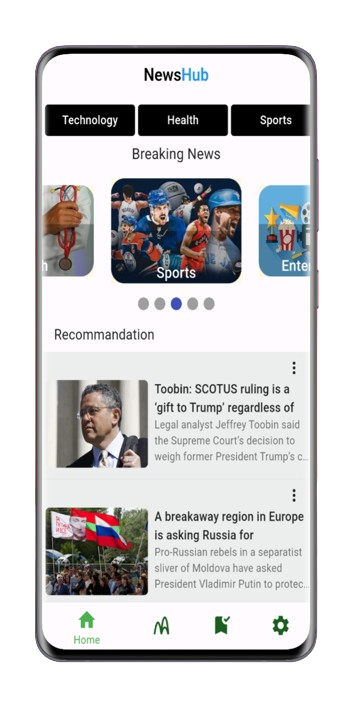 NewsHub
Technology Health Sports
Breaking News
h Sports Enter
Recommandation
Toobin: SCOTUS ruling is a
‘gift to Trump’ regardless of
Legal analyst Jeffrey Toobin said
the Supreme Court’s decision to
weigh former President Trump’s c...
A breakaway region in Europe
is asking Russia for
Pro-Russian rebels in a separatist
sliver of Moldova have asked
President Vladimir Putin to protec...
Home